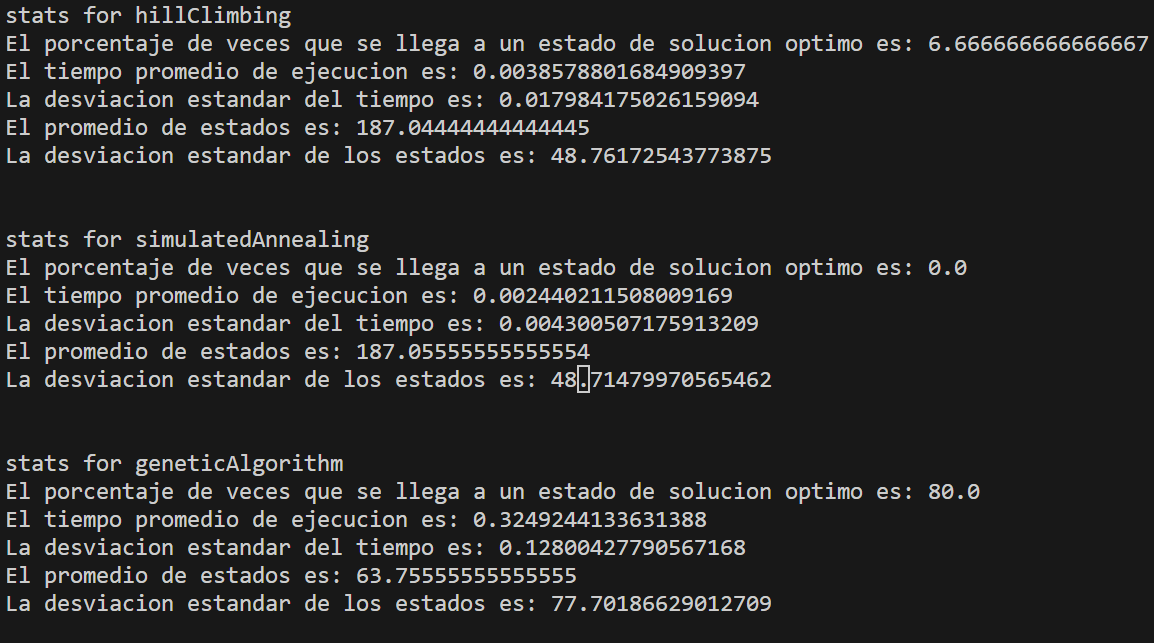 stats for hillClimbing
El porcentaje de veces que se llega a un estado de solucion optimo es: 6.666666666666667
El tiempo promedio de ejecucion es: 0.0038578801684909397
La desviacion estandar del tiempo es: 0.017984175026159094
El promedio de estados es: 187.04444444444445
La desviacion estandar de los estados es: 48.76172543773875
stats for simulatedAnnealing
El porcentaje de veces que se llega a un estado de solucion optimo es: 0.0
El tiempo promedio de ejecucion es: 0.002440211508009169
La desviacion estandar del tiempo es: 0.004300507175913209
El promedio de estados es: 187.05555555555554
La desviacion estandar de los estados es: 48.71479970565462
stats for geneticAlgorithm
El porcentaje de veces que se llega a un estado de solucion optimo es: 80.0
El tiempo promedio de ejecucion es: 0.3249244133631388
La desviacion estandar del tiempo es: 0.12800427790567168
El promedio de estados es: 63.75555555555555
La desviacion estandar de los estados es: 77.70186629012709